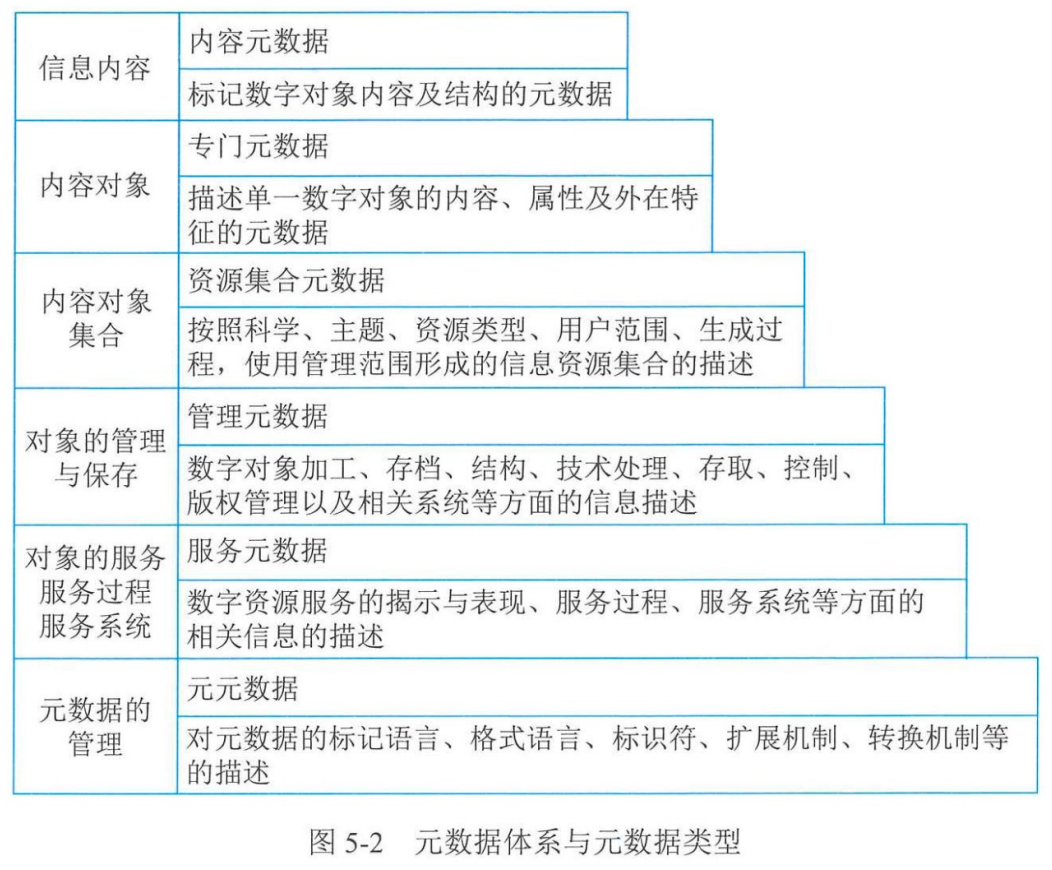 信息内容
内容元数据
标记数字对象内容及结构的元数据
内容对象
专门元数据
描述单一数字对象的内容、属性及外在特
征的元数据
内容对象
集合
资源集合元数据
按照科学、主题、资源类型、用户范围、生成过
程，使用管理范围形成的信息资源集合的描述
对象的管理
与保存
管理元数据
数字对象加工、存档、结构、技术处理、存取、控制、
版权管理以及相关系统等方面的信息描述
对象的服务
服务过程
服务系统
服务元数据
数字资源服务的揭示与表现、服务过程、服务系统等方面的
相关信息的描述
元数据的
管理
元元数据
对元数据的标记语言、格式语言、标识符、扩展机制、转换机制等
的描述
图 5-2 元数据体系与元数据类型